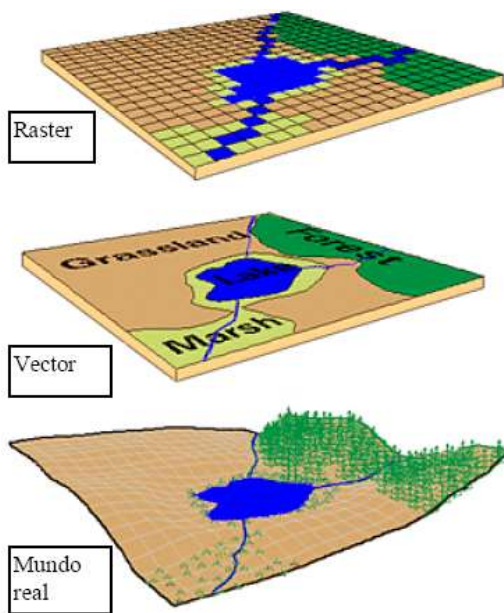 Raster
Grassland
Forest
Lake
Marsh
Vector
Mundo
real